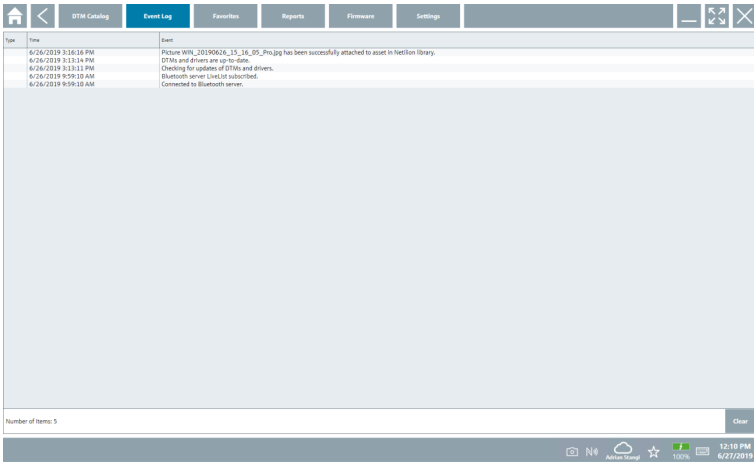 DTM Catalog Event Log Favorites Reports Firmware Settings
Type Time Event
6/26/2019 3:16:16 PM Picture WIN_20190626_15_16_05_Pro.jpg has been successfully attached to asset in Netilion library.
6/26/2019 3:13:14 PM DTMs and drivers are up-to-date.
6/26/2019 3:13:11 PM Checking for updates of DTMs and drivers.
6/26/2019 9:59:10 AM Bluetooth server LiveList subscribed.
6/26/2019 9:59:10 AM Connected to Bluetooth server.
Number of Items: 5 Clear
Adrian Stangl 100% 12:10 PM
6/27/2019